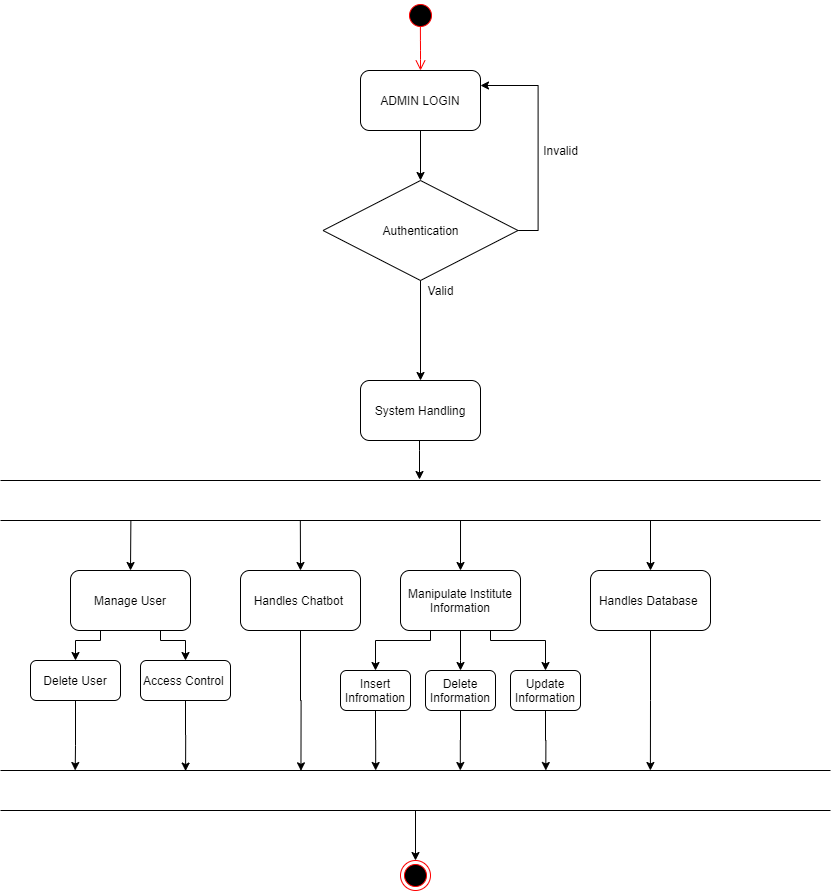 ADMIN LOGIN
Invalid
Authentication
Valid
System Handling
Manage User
Handles Chatbot
Manipulate Institute
Information
Handles Database
Delete User
Access Control
Insert
Infromation
Delete
Information
Update
Information